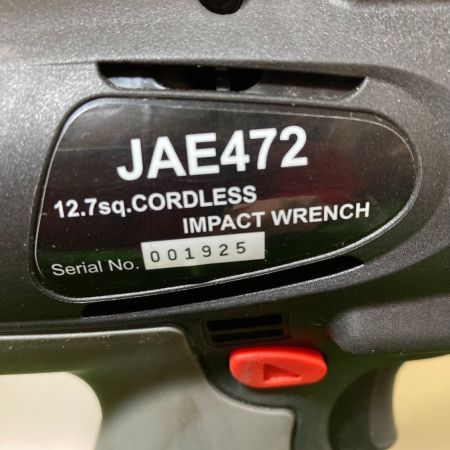 JAE472
12.7sq.CORDLESS
IMPACT WRENCH
Serial No. 001925